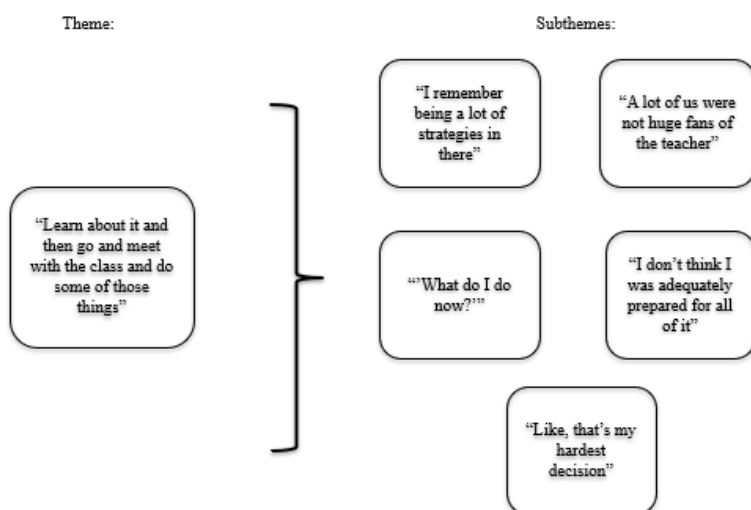 Theme:
Subthemes:
“Learn about it and
then go and meet
with the class and do
some of those
things”
“I remember
being a lot of
strategies in
there”
“A lot of us were
not huge fans of
the teacher”
“‘What do I do
now?’”
“I don’t think I
was adequately
prepared for all
of it”
“Like, that’s my
hardest
decision”